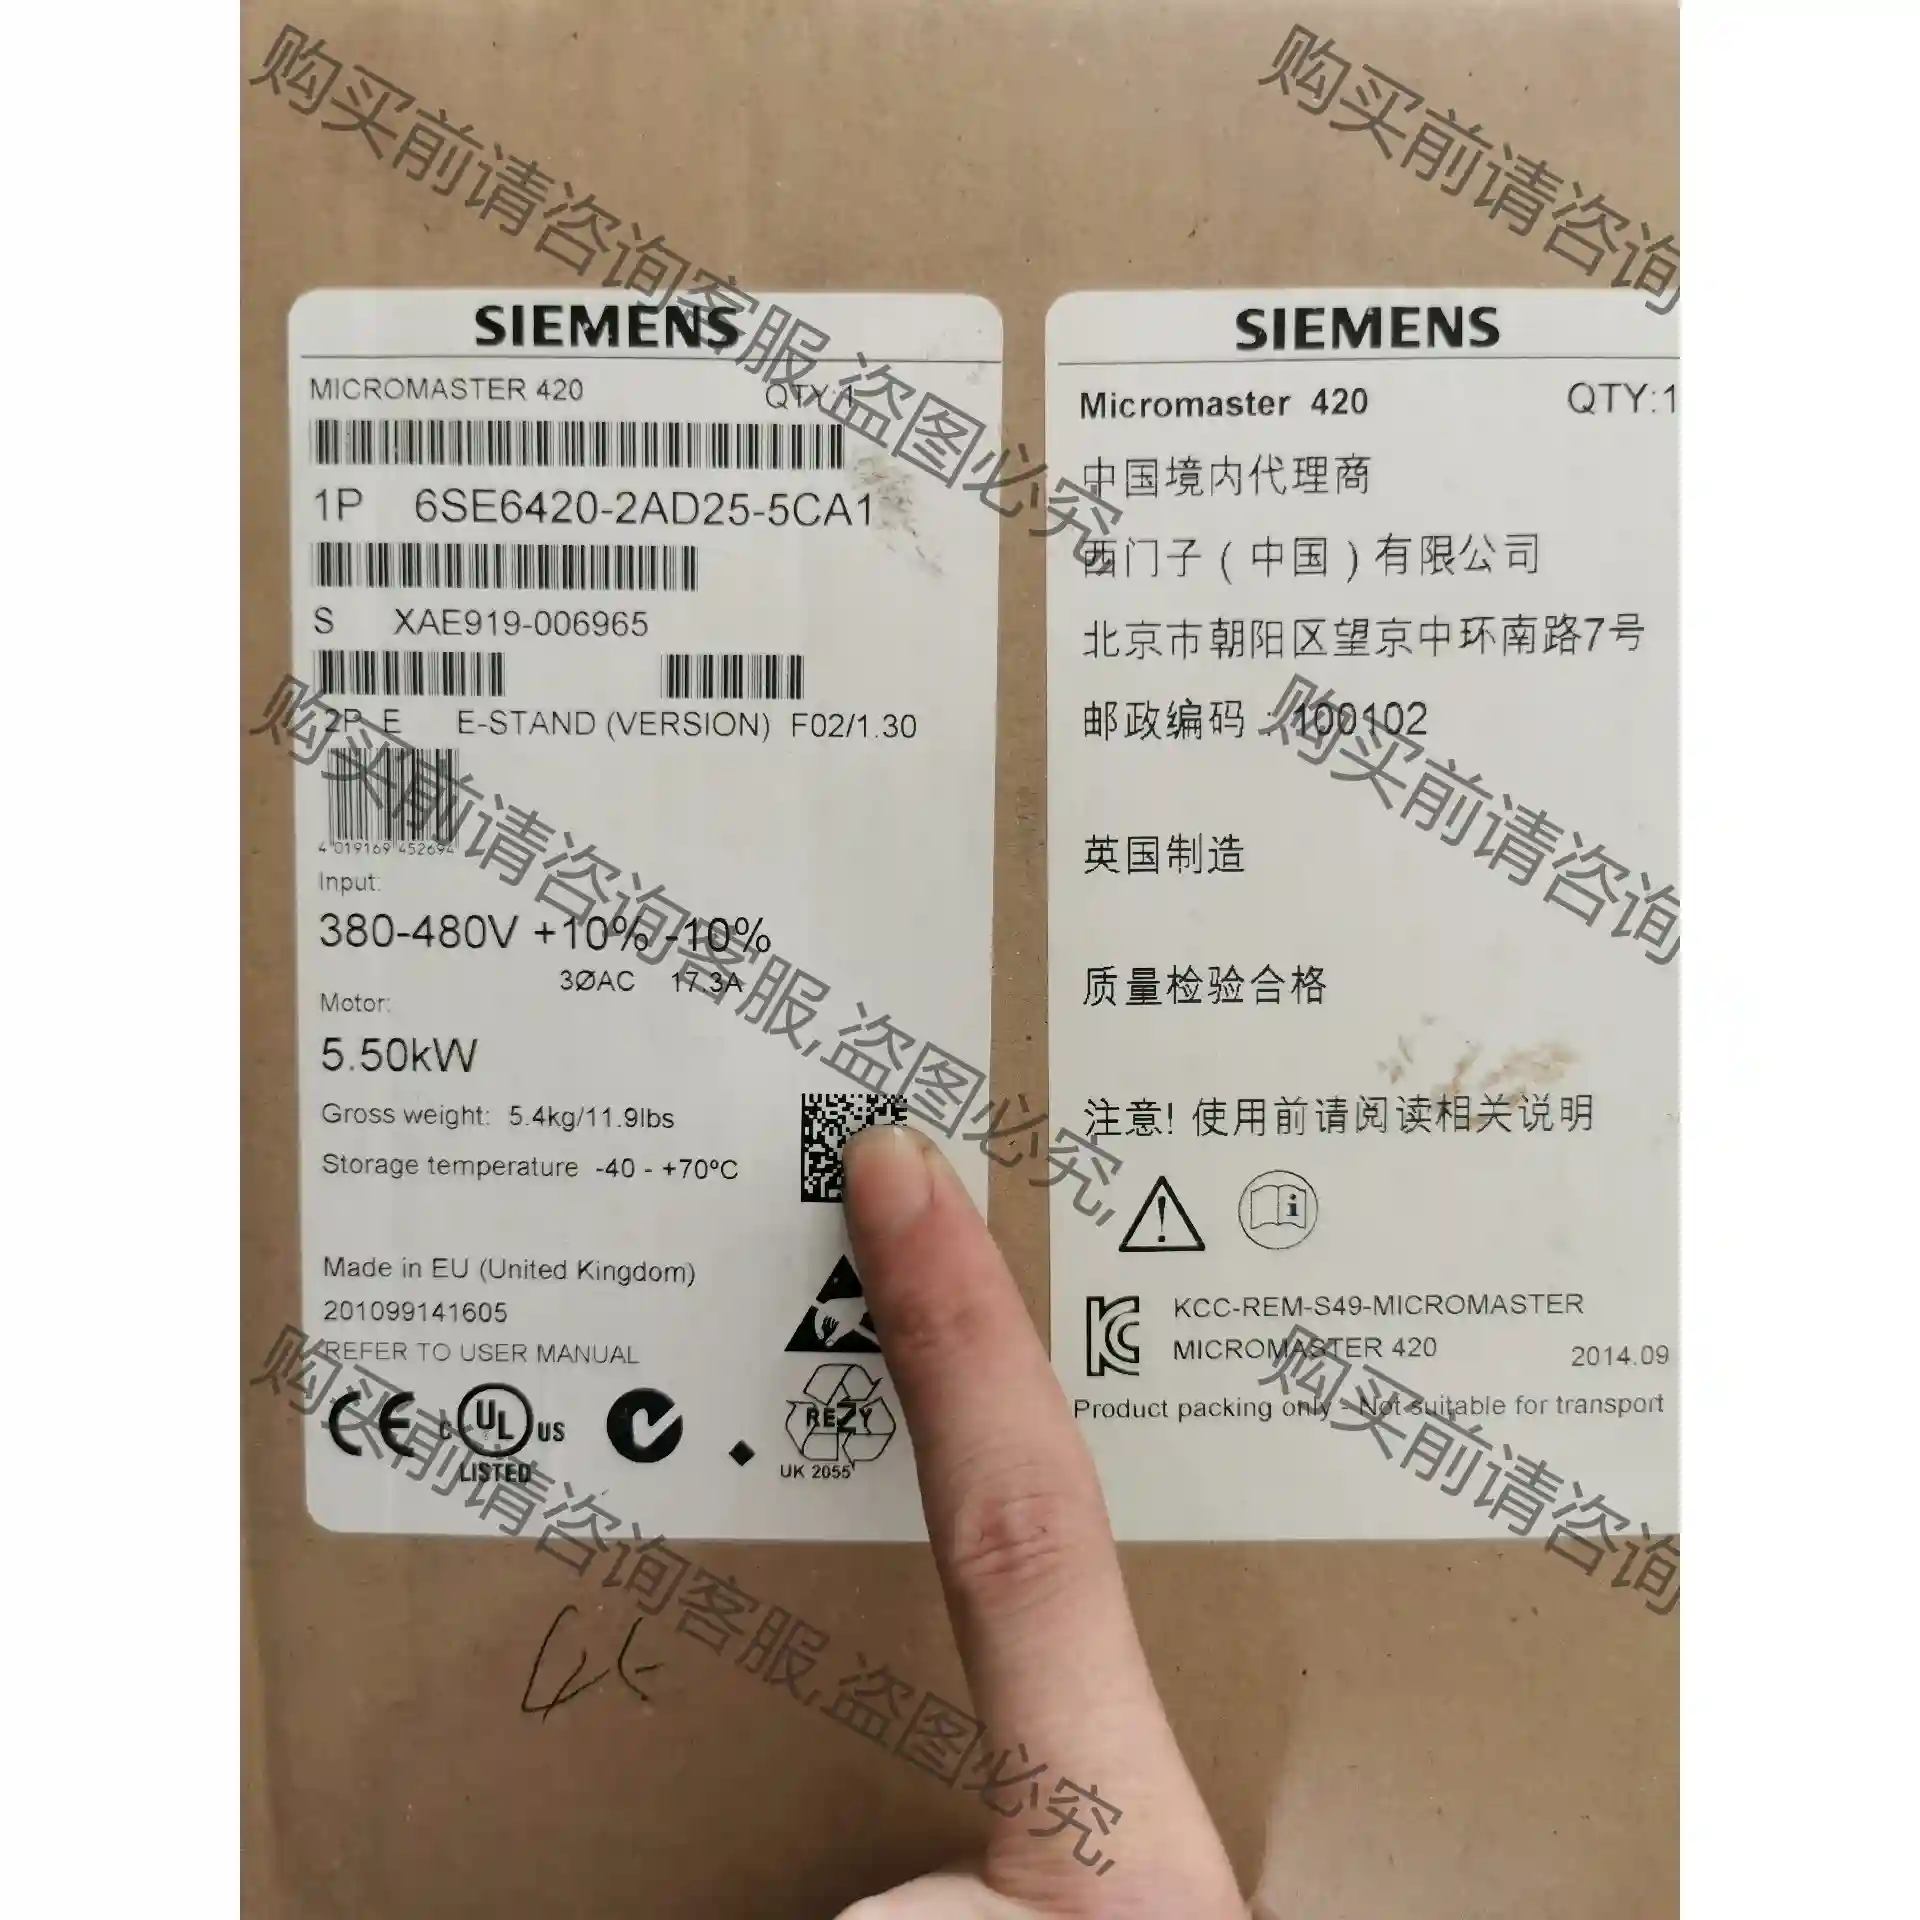 SIEMENS
MICROMASTER 420 QTY:1
1P 6SE6420-2AD25-5CA1
S XAE919-006965
2P E E-STAND (VERSION) F02/1.30
4 019169 452694
Input:
380-480V +10% -10%
3ØAC 17.3A
Motor:
5.50kW
Gross weight: 5.4kg/11.9lbs
Storage temperature -40 - +70ºC
Made in EU (United Kingdom)
201099141605
REFER TO USER MANUAL
CE C UL US
LISTED
REZY
UK 2055
SIEMENS
Micromaster 420 QTY:1
中国境内代理商
西门子(中国)有限公司
北京市朝阳区望京中环南路7号
邮政编码:100102
英国制造
质量检验合格
注意! 使用前请阅读相关说明
KCC-REM-S49-MICROMASTER
MICROMASTER 420 2014.09
Product packing only - Not suitable for transport
购买前请咨询客服,盗图必究,
购买前请咨询
购买前请咨询客服,盗图必究,
购买前请咨询
购买前请咨询客服,盗图必究,
购买前请咨询